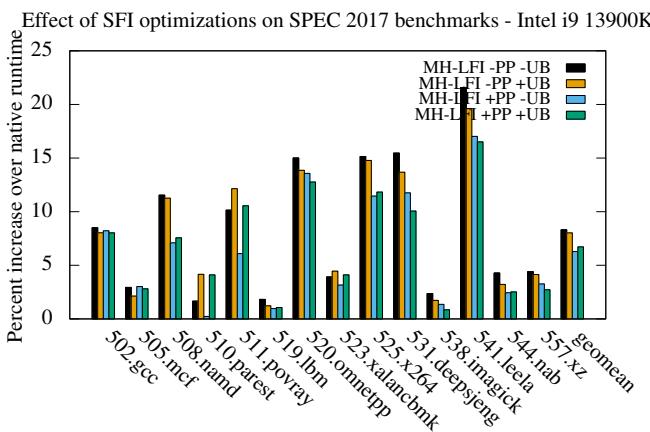 Effect of SFI optimizations on SPEC 2017 benchmarks - Intel i9 13900K
Percent increase over native runtime
25
20
15
10
5
0
MH-LFI -PP -UB
MH-LFI -PP +UB
MH-LFI +PP -UB
MH-LFI +PP +UB
502.gcc
505.mcf
508.namd
510.parest
511.povray
519.lbm
520.omnetpp
523.xalancbmk
525.x264
531.deepsjeng
538.imagick
541.leela
544.nab
557.xz
geomean